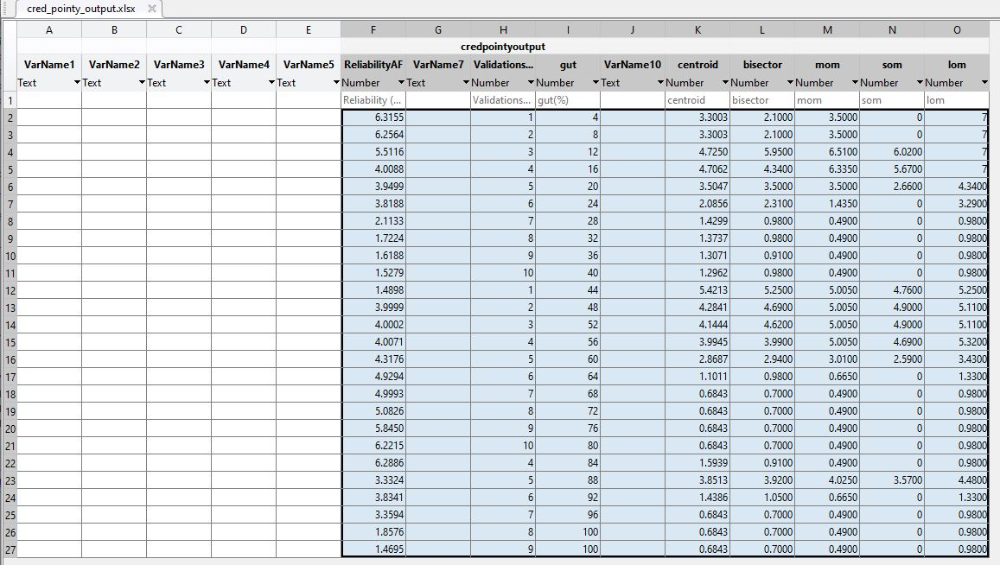 cred_pointy_output.xlsx
A B C D E F G H I J K L M N O
credpointyoutput
VarName1 VarName2 VarName3 VarName4 VarName5 ReliabilityAF VarName7 Validations... gut VarName10 centroid bisector mom som lom
Text Text Text Text Text Number Text Number Number Text Number Number Number Number Number
1 Reliability (... Validations... gut(%) centroid bisector mom som lom
2 6.3155 1 4 3.3003 2.1000 3.5000 0 7
3 6.2564 2 8 3.3003 2.1000 3.5000 0 7
4 5.5116 3 12 4.7250 5.9500 6.5100 6.0200 7
5 4.0088 4 16 4.7062 4.3400 6.3350 5.6700 7
6 3.9499 5 20 3.5047 3.5000 3.5000 2.6600 4.3400
7 3.8188 6 24 2.0856 2.3100 1.4350 0 3.2900
8 2.1133 7 28 1.4299 0.9800 0.4900 0 0.9800
9 1.7224 8 32 1.3737 0.9800 0.4900 0 0.9800
10 1.6188 9 36 1.3071 0.9100 0.4900 0 0.9800
11 1.5279 10 40 1.2962 0.9800 0.4900 0 0.9800
12 1.4898 1 44 5.4213 5.2500 5.0050 4.7600 5.2500
13 3.9999 2 48 4.2841 4.6900 5.0050 4.9000 5.1100
14 4.0002 3 52 4.1444 4.6200 5.0050 4.9000 5.1100
15 4.0071 4 56 3.9945 3.9900 5.0050 4.6900 5.3200
16 4.3176 5 60 2.8687 2.9400 3.0100 2.5900 3.4300
17 4.9294 6 64 1.1011 0.9800 0.6650 0 1.3300
18 4.9993 7 68 0.6843 0.7000 0.4900 0 0.9800
19 5.0826 8 72 0.6843 0.7000 0.4900 0 0.9800
20 5.8450 9 76 0.6843 0.7000 0.4900 0 0.9800
21 6.2215 10 80 0.6843 0.7000 0.4900 0 0.9800
22 6.2886 4 84 1.5939 0.9100 0.4900 0 0.9800
23 3.3324 5 88 3.8513 3.9200 4.0250 3.5700 4.4800
24 3.8341 6 92 1.4386 1.0500 0.6650 0 1.3300
25 3.3594 7 96 0.6843 0.7000 0.4900 0 0.9800
26 1.8576 8 100 0.6843 0.7000 0.4900 0 0.9800
27 1.4695 9 100 0.6843 0.7000 0.4900 0 0.9800